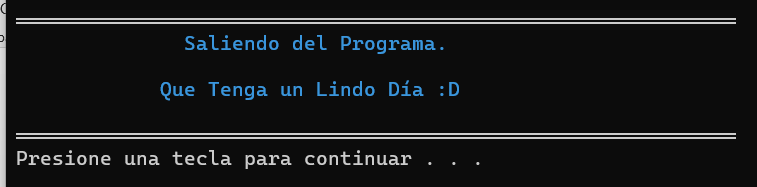 Saliendo del Programa.
Que Tenga un Lindo Día :D
Presione una tecla para continuar . . .